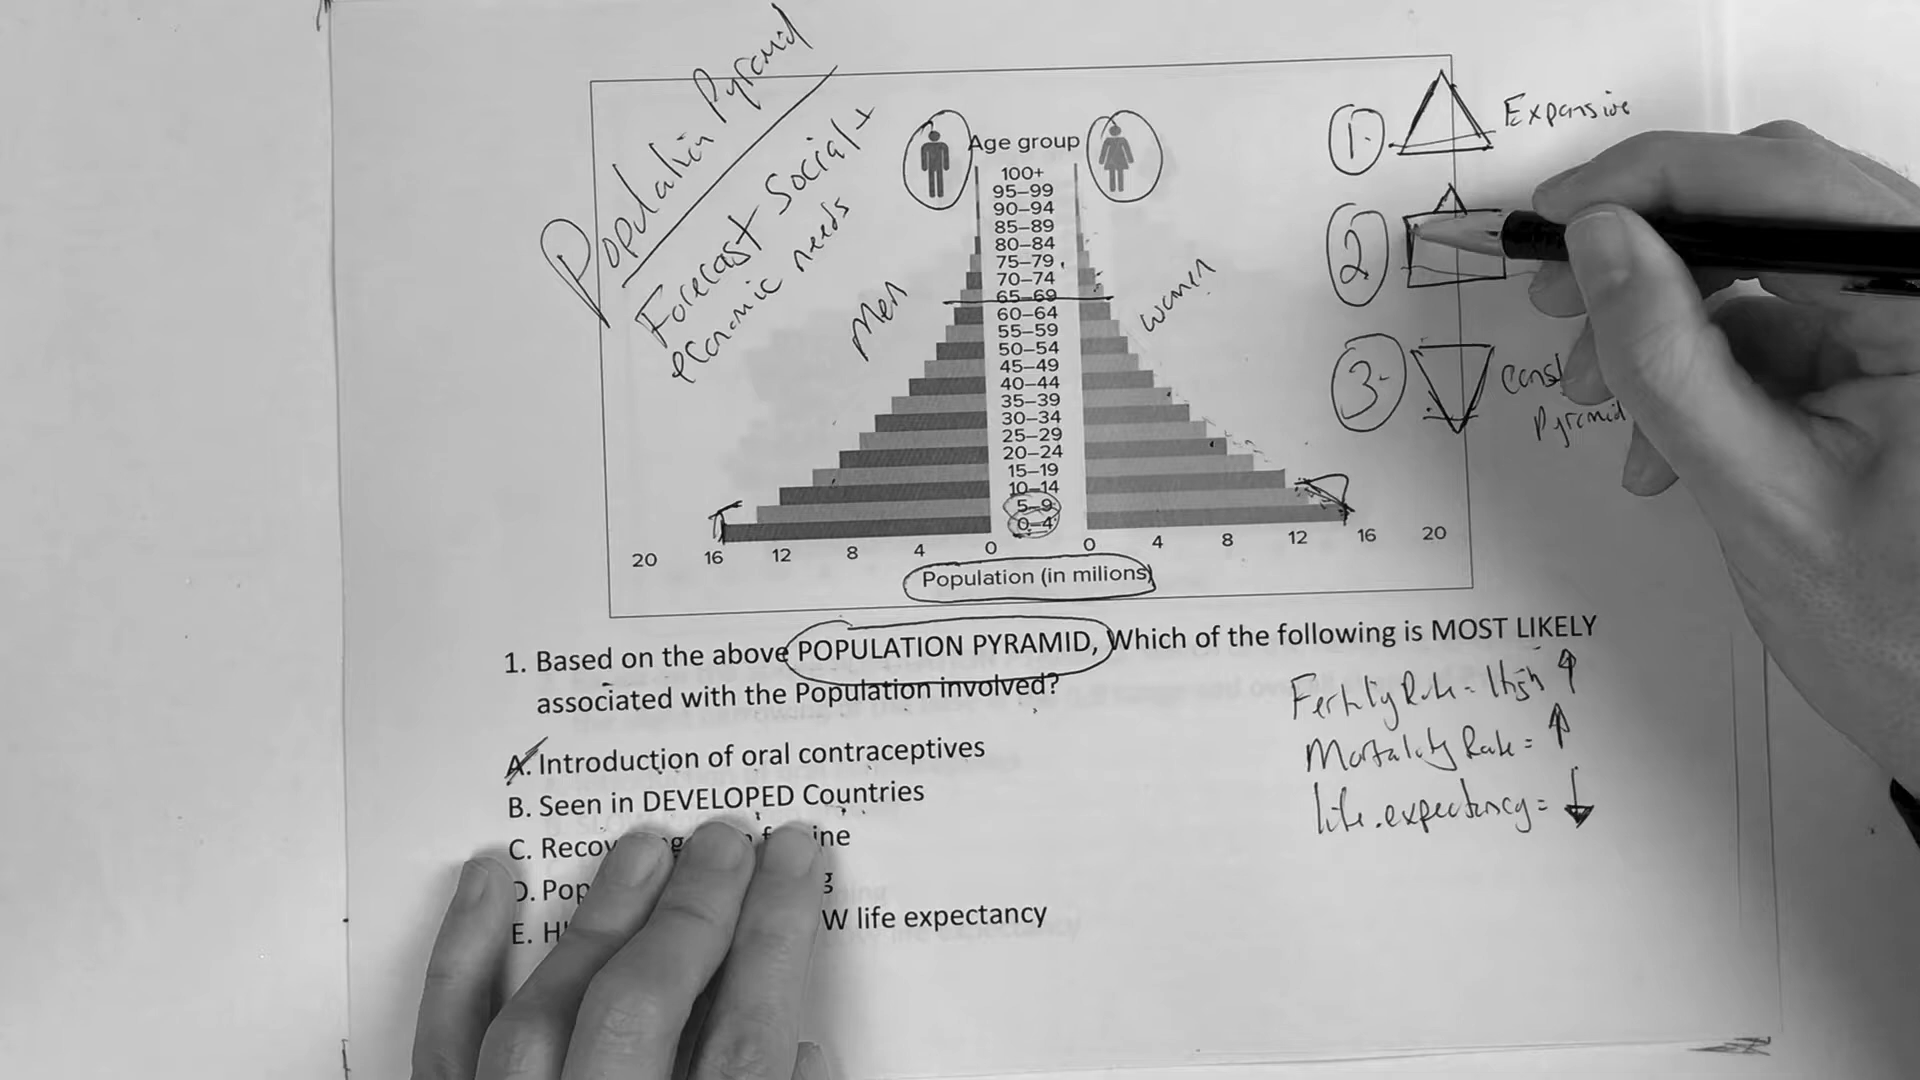 Population Pyramid
Forecast Social +
economic needs
Men
Women
Age group
100+
95–99
90–94
85–89
80–84
75–79
70–74
65–69
60–64
55–59
50–54
45–49
40–44
35–39
30–34
25–29
20–24
15–19
10–14
5–9
0–4
20 16 12 8 4 0 0 4 8 12 16 20
Population (in milions)
1. Expansive
2
3.
Pyramid
1. Based on the above POPULATION PYRAMID, Which of the following is MOST LIKELY
associated with the Population involved?
Fertility Rate = High ↑
Mortality Rate = ↑
life.expectancy = ↓
A. Introduction of oral contraceptives
B. Seen in DEVELOPED Countries
C.
D.
E. life expectancy